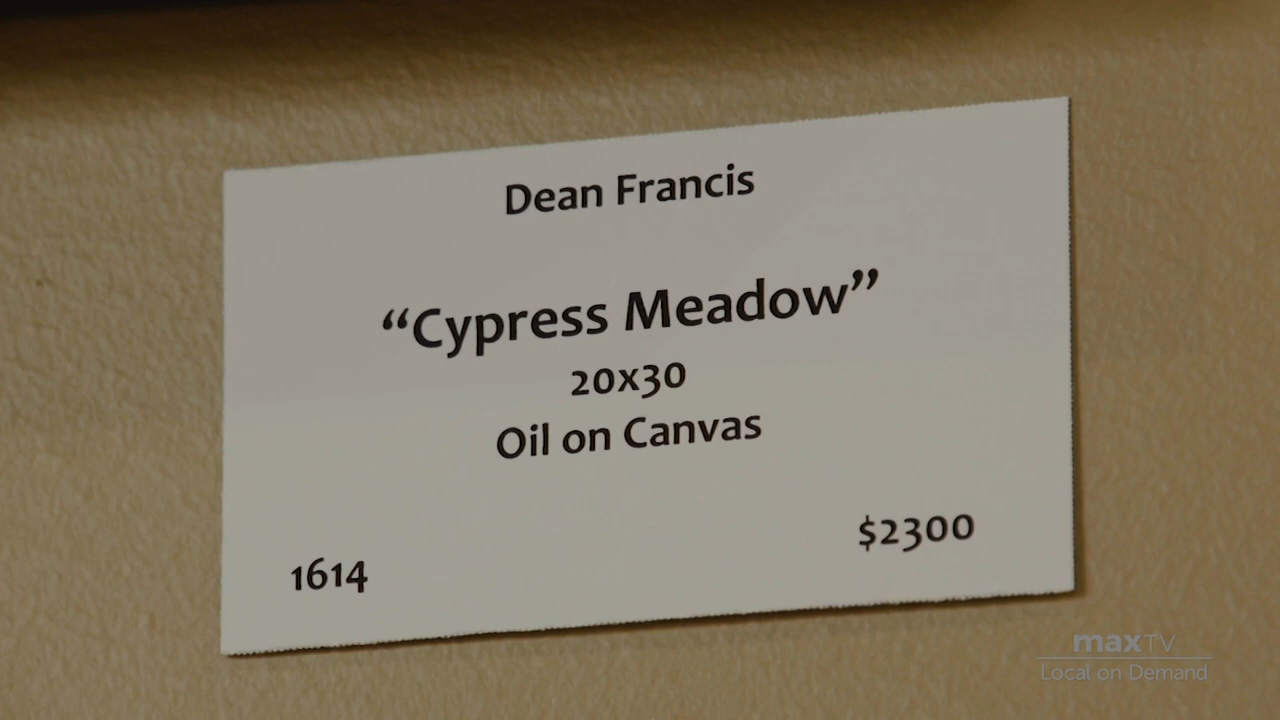 Dean Francis
“Cypress Meadow”
20x30
Oil on Canvas
1614
$2300
maxTV
Local on Demand